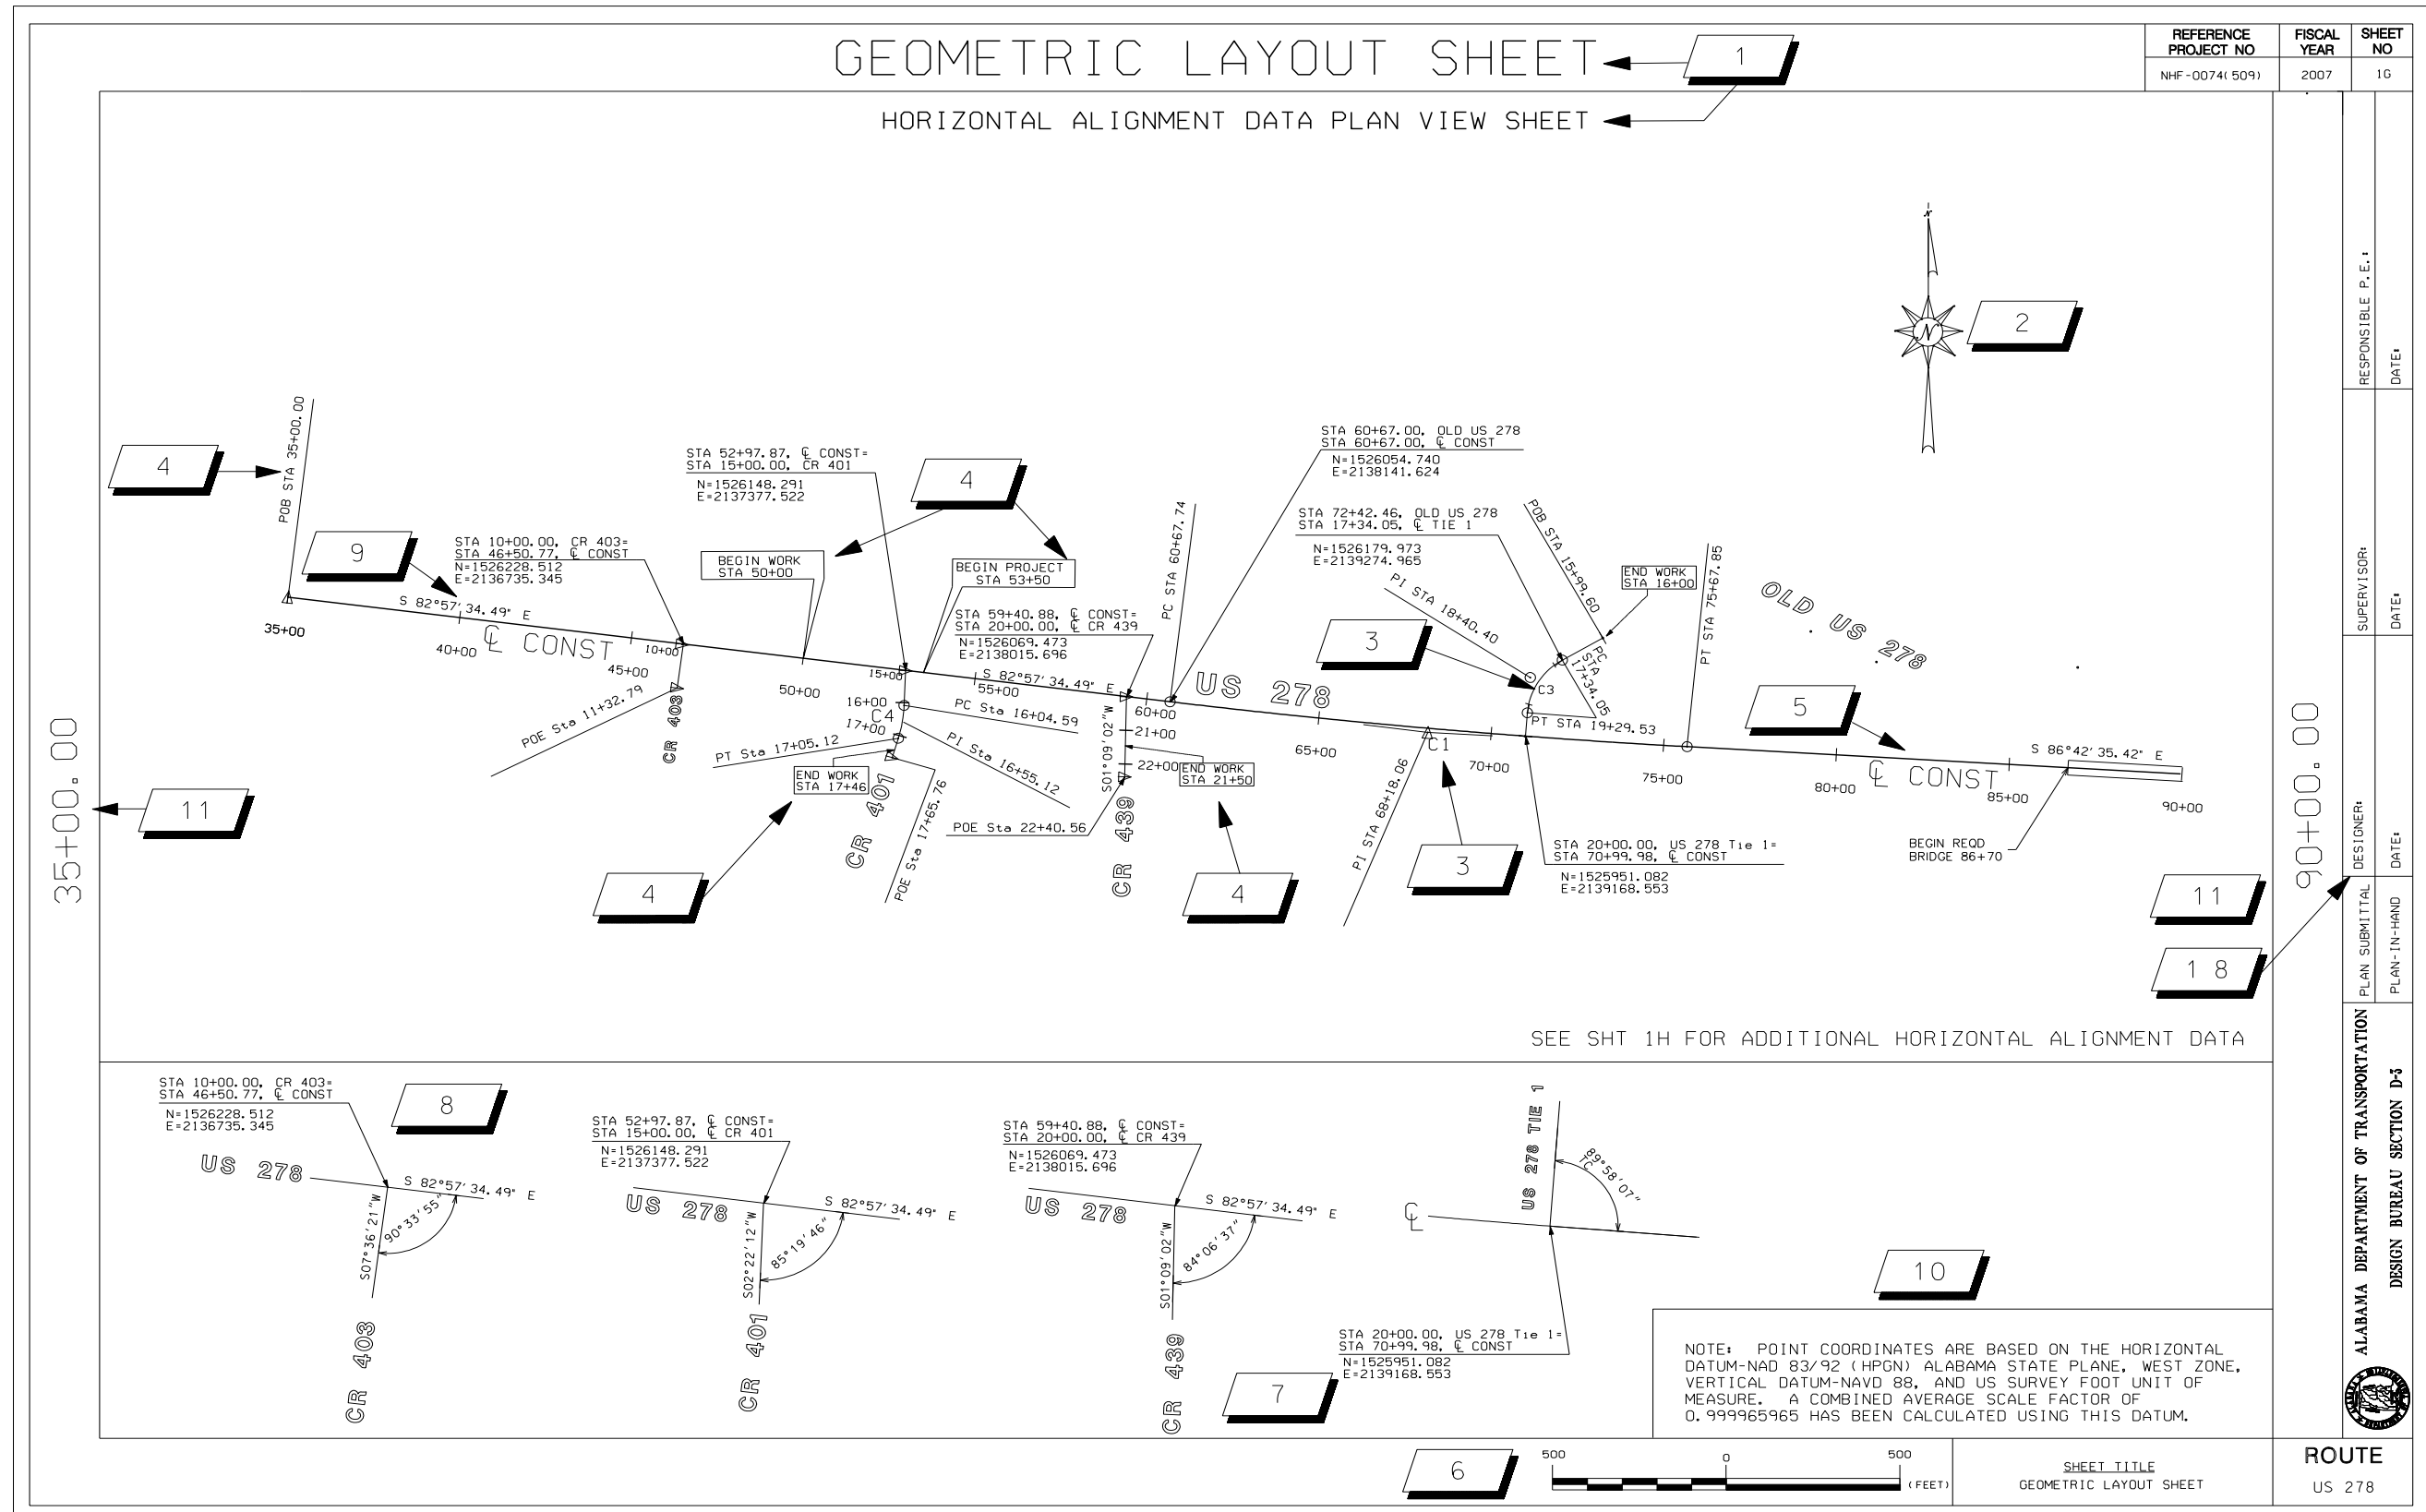 GEOMETRIC LAYOUT SHEET
1
HORIZONTAL ALIGNMENT DATA PLAN VIEW SHEET
REFERENCE
PROJECT NO
FISCAL
YEAR
SHEET
NO
NHF-0074(509)
2007
1G
N
2
4
POB STA 35+00.00
9
STA 10+00.00, CR 403=
STA 46+50.77, ℄ CONST
N=1526228.512
E=2136735.345
STA 52+97.87, ℄ CONST=
STA 15+00.00, CR 401
N=1526148.291
E=2137377.522
4
BEGIN WORK
STA 50+00
BEGIN PROJECT
STA 53+50
STA 59+40.88, ℄ CONST=
STA 20+00.00, ℄ CR 439
N=1526069.473
E=2138015.696
PC STA 60+67.74
STA 60+67.00, OLD US 278
STA 60+67.00, ℄ CONST
N=1526054.740
E=2138141.624
STA 72+42.46, OLD US 278
STA 17+34.05, ℄ TIE 1
N=1526179.973
E=2139274.965
PI STA 18+40.40
POB STA 15+99.60
END WORK
STA 16+00
3
C3
PC
STA
17+34.05
PT STA 19+29.53
PT STA 75+67.85
OLD US 278
5
S 82°57'34.49" E
35+00
40+00
℄ CONST
45+00
10+00
50+00
15+00
55+00
S 82°57'34.49" E
60+00
US 278
65+00
C1
70+00
75+00
80+00
℄ CONST
85+00
S 86°42'35.42" E
90+00
POE Sta 11+32.79
CR 403
16+00
C4
17+00
PC Sta 16+04.59
PT Sta 17+05.12
PI Sta 16+55.12
END WORK
STA 17+46
CR 401
POE Sta 17+65.76
S01°09'02"W
21+00
22+00
END WORK
STA 21+50
POE Sta 22+40.56
CR 439
PI STA 68+18.06
3
STA 20+00.00, US 278 Tie 1=
STA 70+99.98, ℄ CONST
N=1525951.082
E=2139168.553
BEGIN REQD
BRIDGE 86+70
35+00.00
11
4
4
90+00.00
11
18
SEE SHT 1H FOR ADDITIONAL HORIZONTAL ALIGNMENT DATA
STA 10+00.00, CR 403=
STA 46+50.77, ℄ CONST
N=1526228.512
E=2136735.345
8
US 278
S 82°57'34.49" E
S07°36'21"W
90°33'55"
CR 403
STA 52+97.87, ℄ CONST=
STA 15+00.00, ℄ CR 401
N=1526148.291
E=2137377.522
US 278
S 82°57'34.49" E
S02°22'12"W
85°19'46"
CR 401
STA 59+40.88, ℄ CONST=
STA 20+00.00, ℄ CR 439
N=1526069.473
E=2138015.696
US 278
S 82°57'34.49" E
S01°09'02"W
84°06'37"
CR 439
7
US 278 TIE 1
89°58'07"
TC
℄
STA 20+00.00, US 278 Tie 1=
STA 70+99.98, ℄ CONST
N=1525951.082
E=2139168.553
10
NOTE: POINT COORDINATES ARE BASED ON THE HORIZONTAL
DATUM-NAD 83/92 (HPGN) ALABAMA STATE PLANE, WEST ZONE,
VERTICAL DATUM-NAVD 88, AND US SURVEY FOOT UNIT OF
MEASURE. A COMBINED AVERAGE SCALE FACTOR OF
0.999965965 HAS BEEN CALCULATED USING THIS DATUM.
6
500
0
500
(FEET)
SHEET TITLE
GEOMETRIC LAYOUT SHEET
ROUTE
US 278
RESPONSIBLE P.E.:
DATE:
SUPERVISOR:
DATE:
DESIGNER:
DATE:
PLAN SUBMITTAL
PLAN-IN-HAND
ALABAMA DEPARTMENT OF TRANSPORTATION
DESIGN BUREAU SECTION D-3